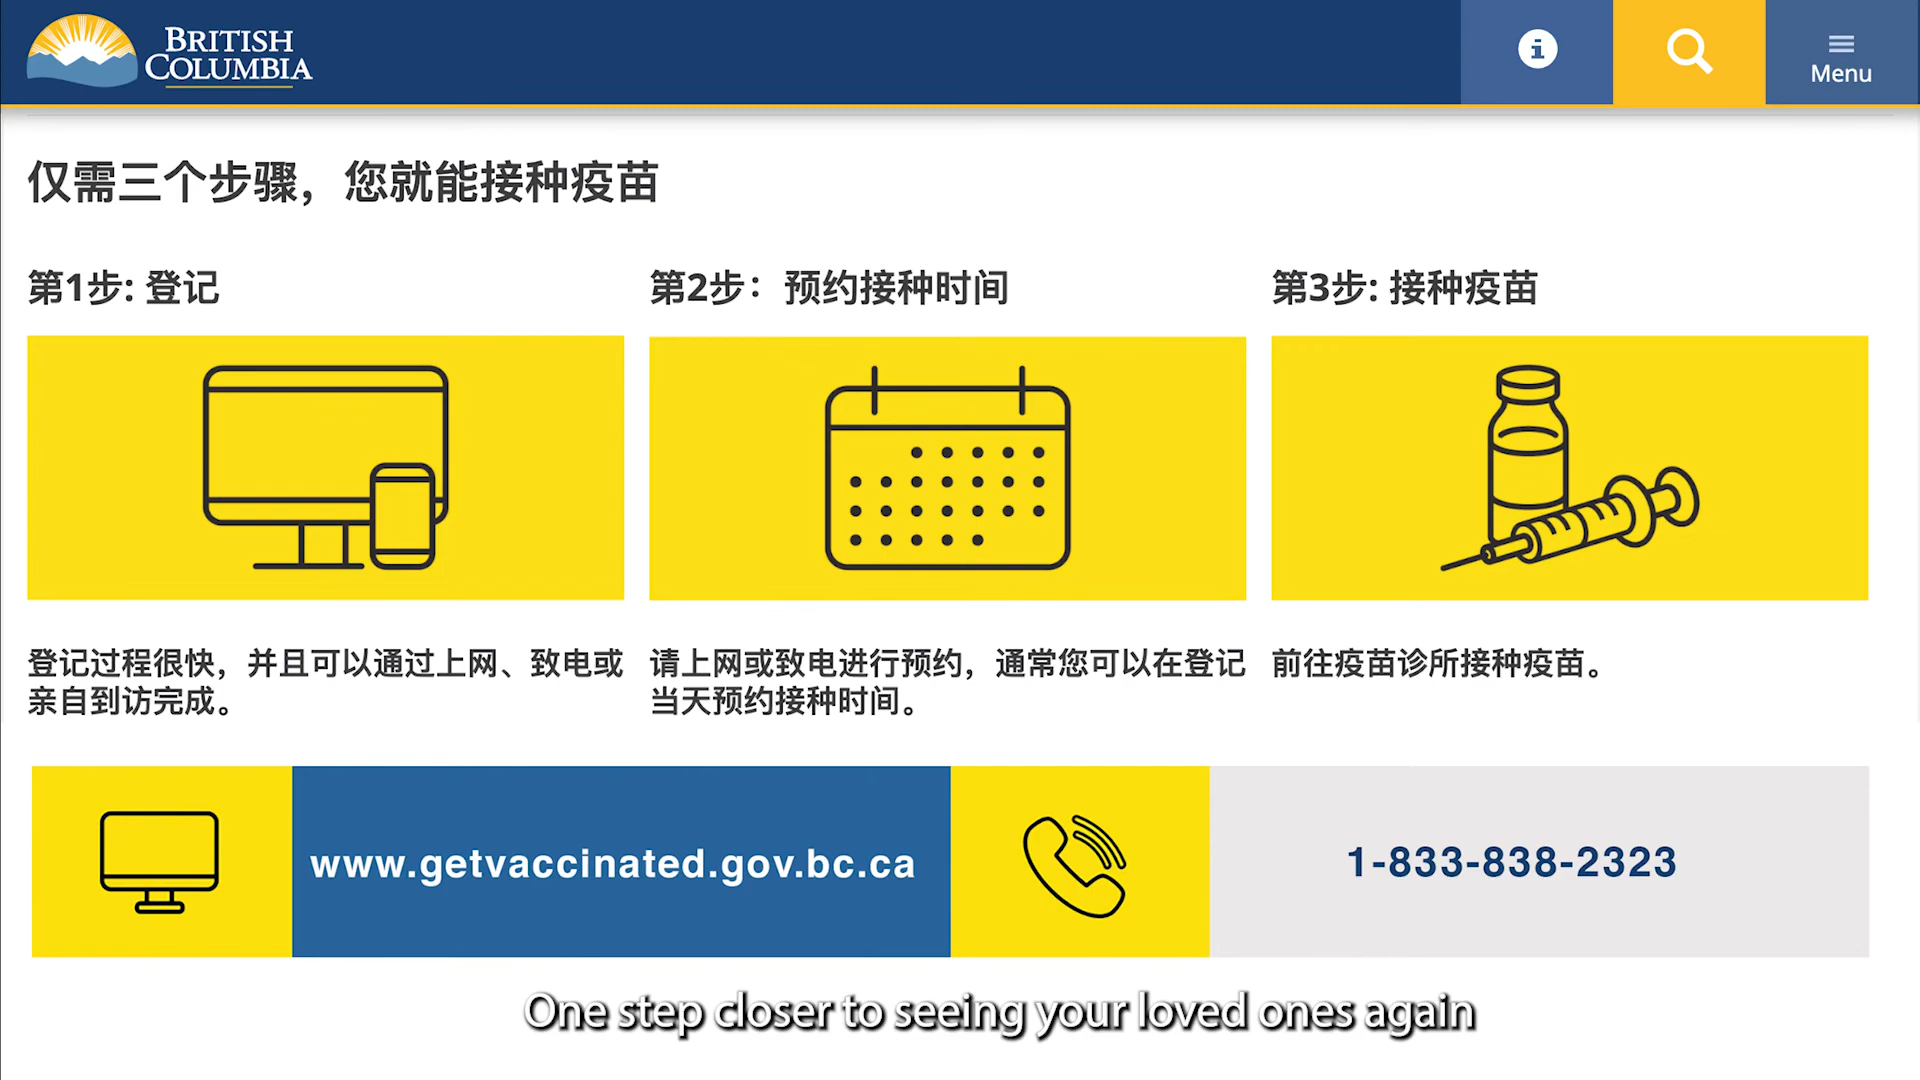 BRITISH
COLUMBIA
Menu
仅需三个步骤，您就能接种疫苗
第1步: 登记
第2步：预约接种时间
第3步: 接种疫苗
登记过程很快，并且可以通过上网、致电或
亲自到访完成。
请上网或致电进行预约，通常您可以在登记
当天预约接种时间。
前往疫苗诊所接种疫苗。
www.getvaccinated.gov.bc.ca
1-833-838-2323
One step closer to seeing your loved ones again